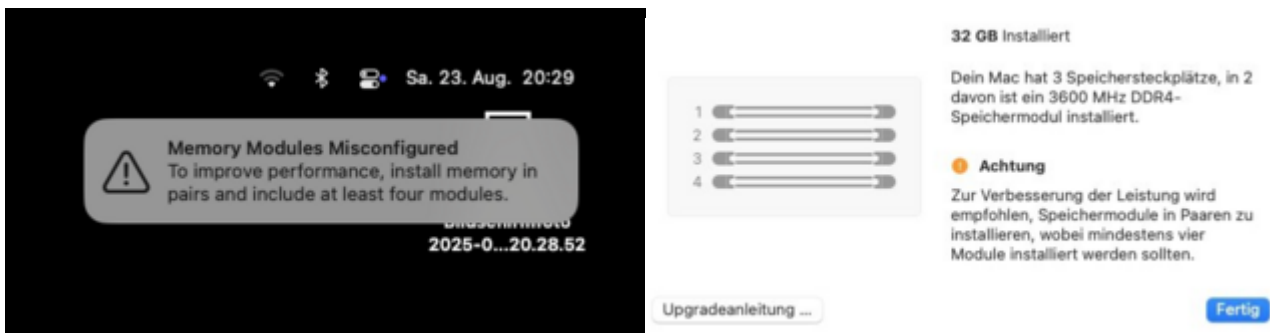 Sa. 23. Aug. 20:29
Memory Modules Misconfigured
To improve performance, install memory in
pairs and include at least four modules.
2025-0...20.28.52
32 GB Installiert
Dein Mac hat 3 Speichersteckplätze, in 2
davon ist ein 3600 MHz DDR4-
Speichermodul installiert.
1
2
3
4
Achtung
Zur Verbesserung der Leistung wird
empfohlen, Speichermodule in Paaren zu
installieren, wobei mindestens vier
Module installiert werden sollten.
Upgradeanleitung ...
Fertig